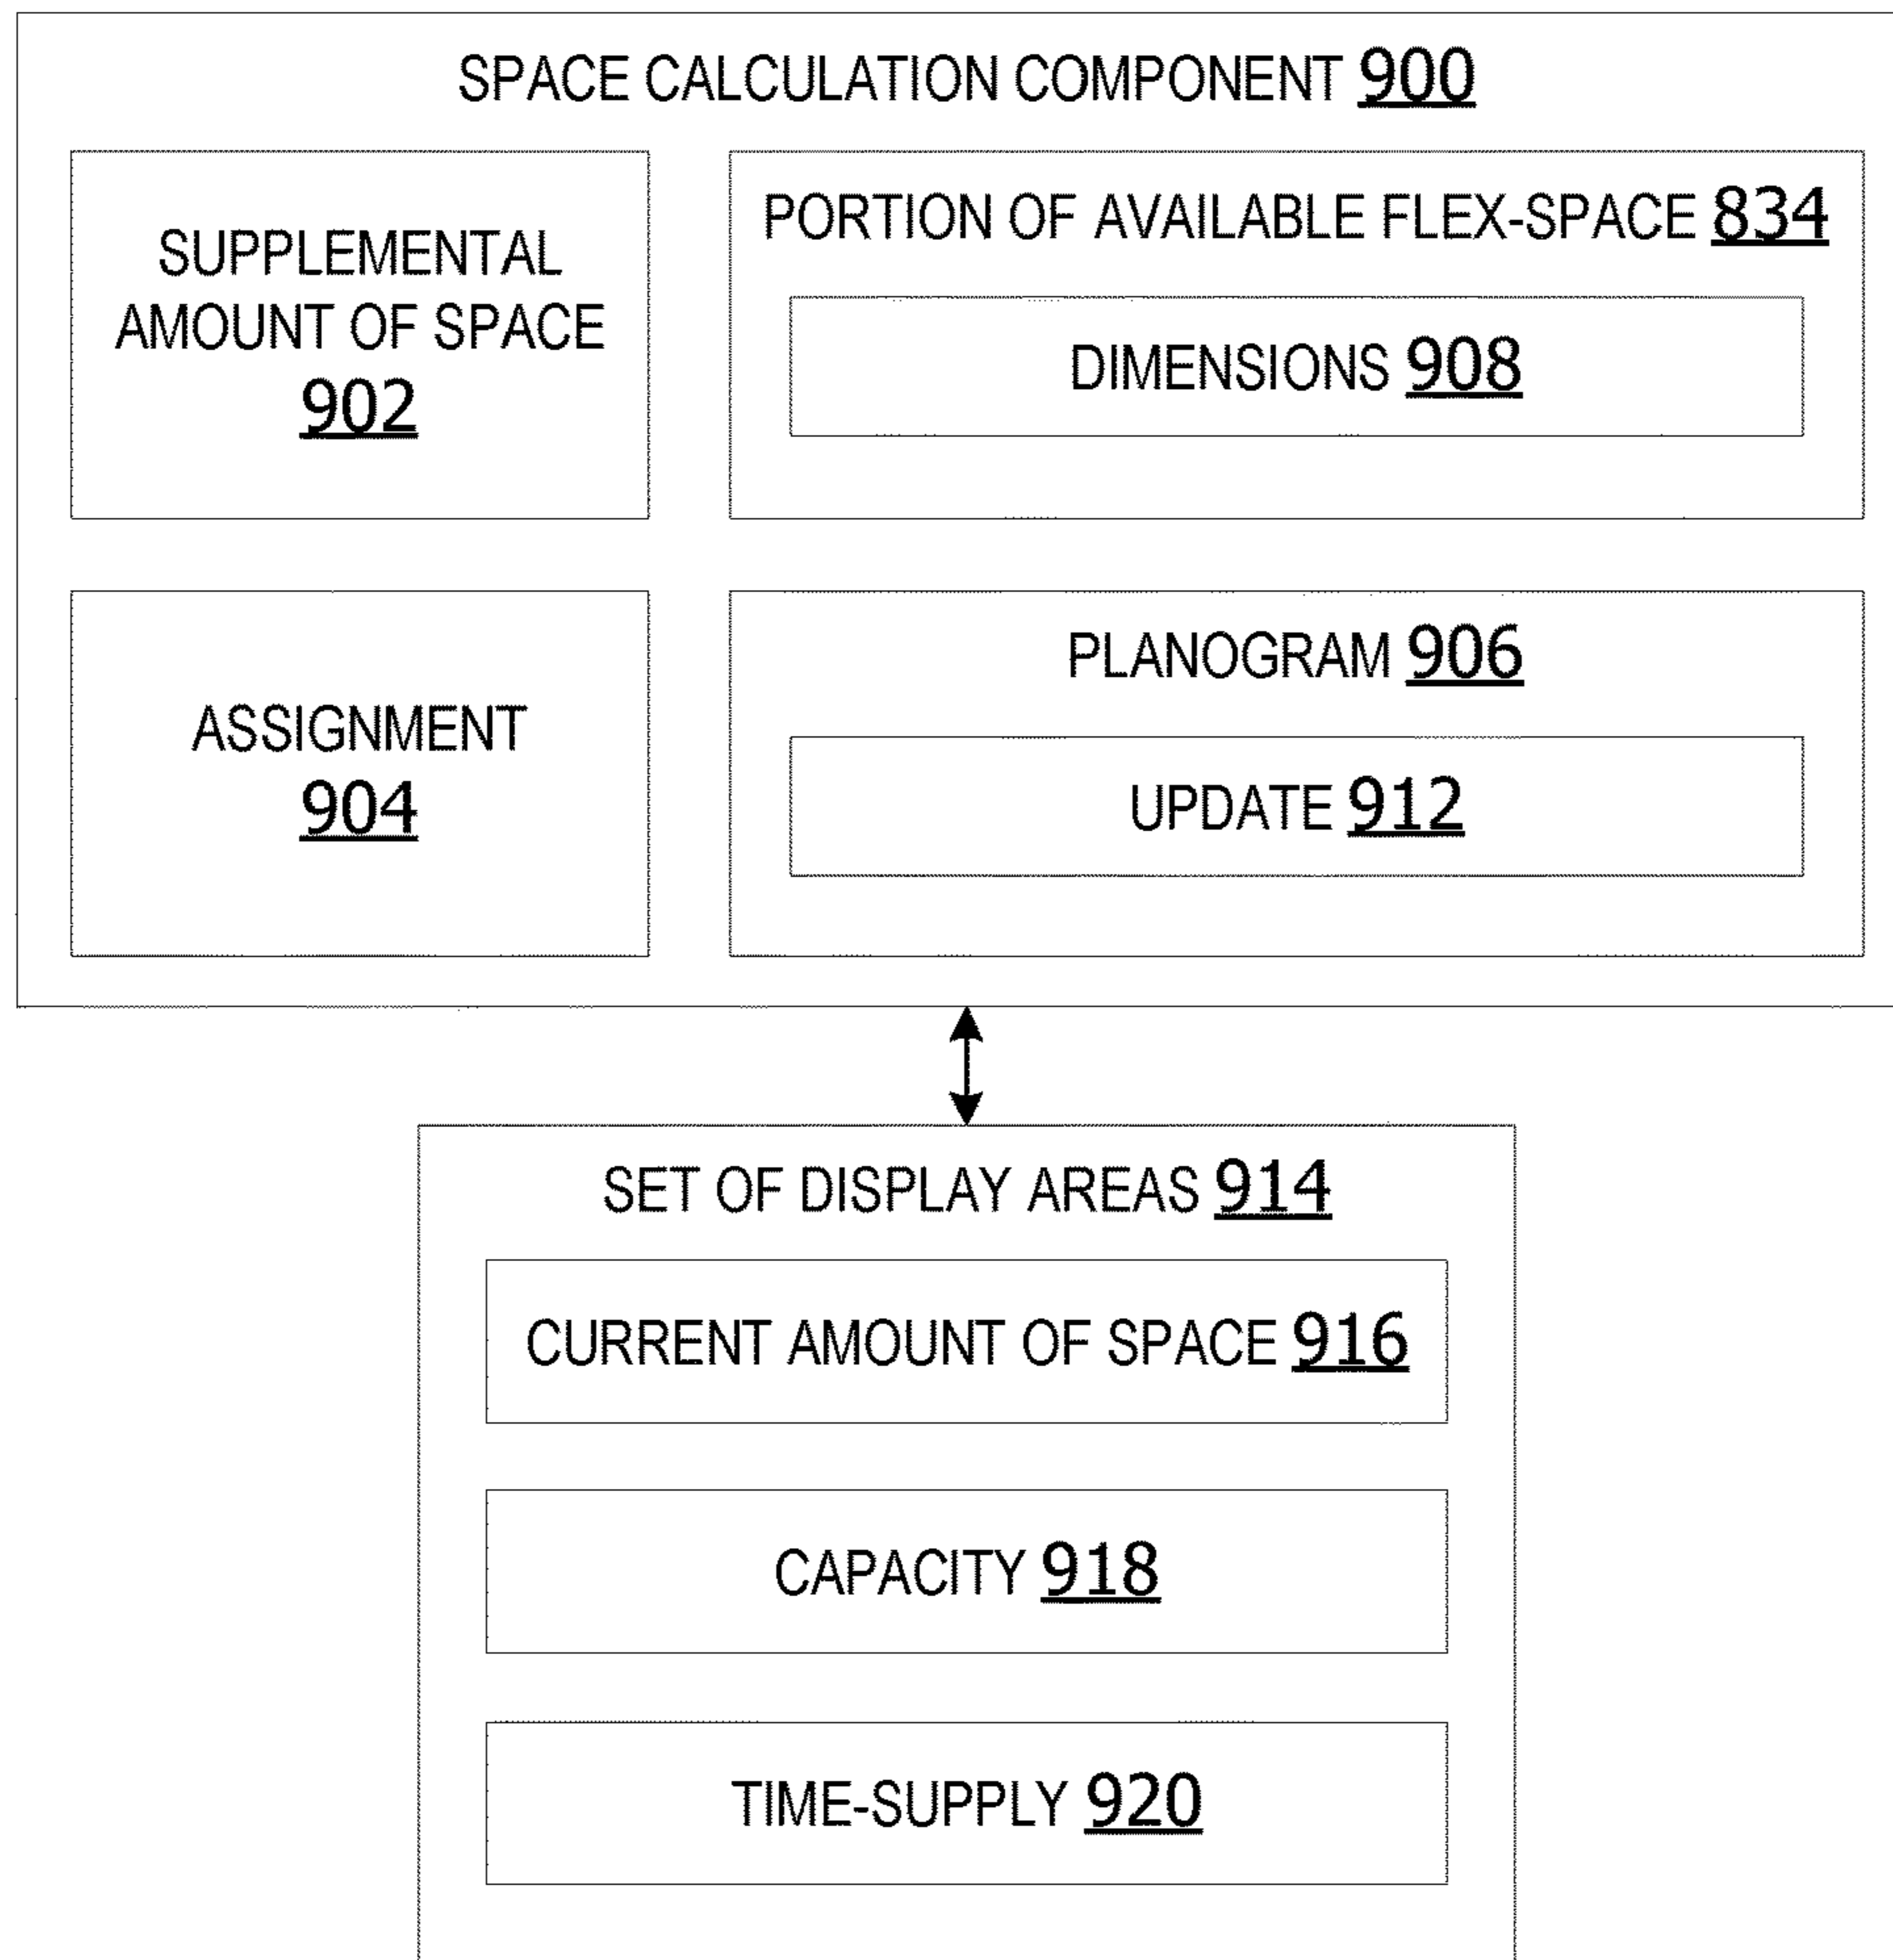 SPACE CALCULATION COMPONENT 900
SUPPLEMENTAL
AMOUNT OF SPACE
902
PORTION OF AVAILABLE FLEX-SPACE 834
DIMENSIONS 908
ASSIGNMENT
904
PLANOGRAM 906
UPDATE 912
SET OF DISPLAY AREAS 914
CURRENT AMOUNT OF SPACE 916
CAPACITY 918
TIME-SUPPLY 920